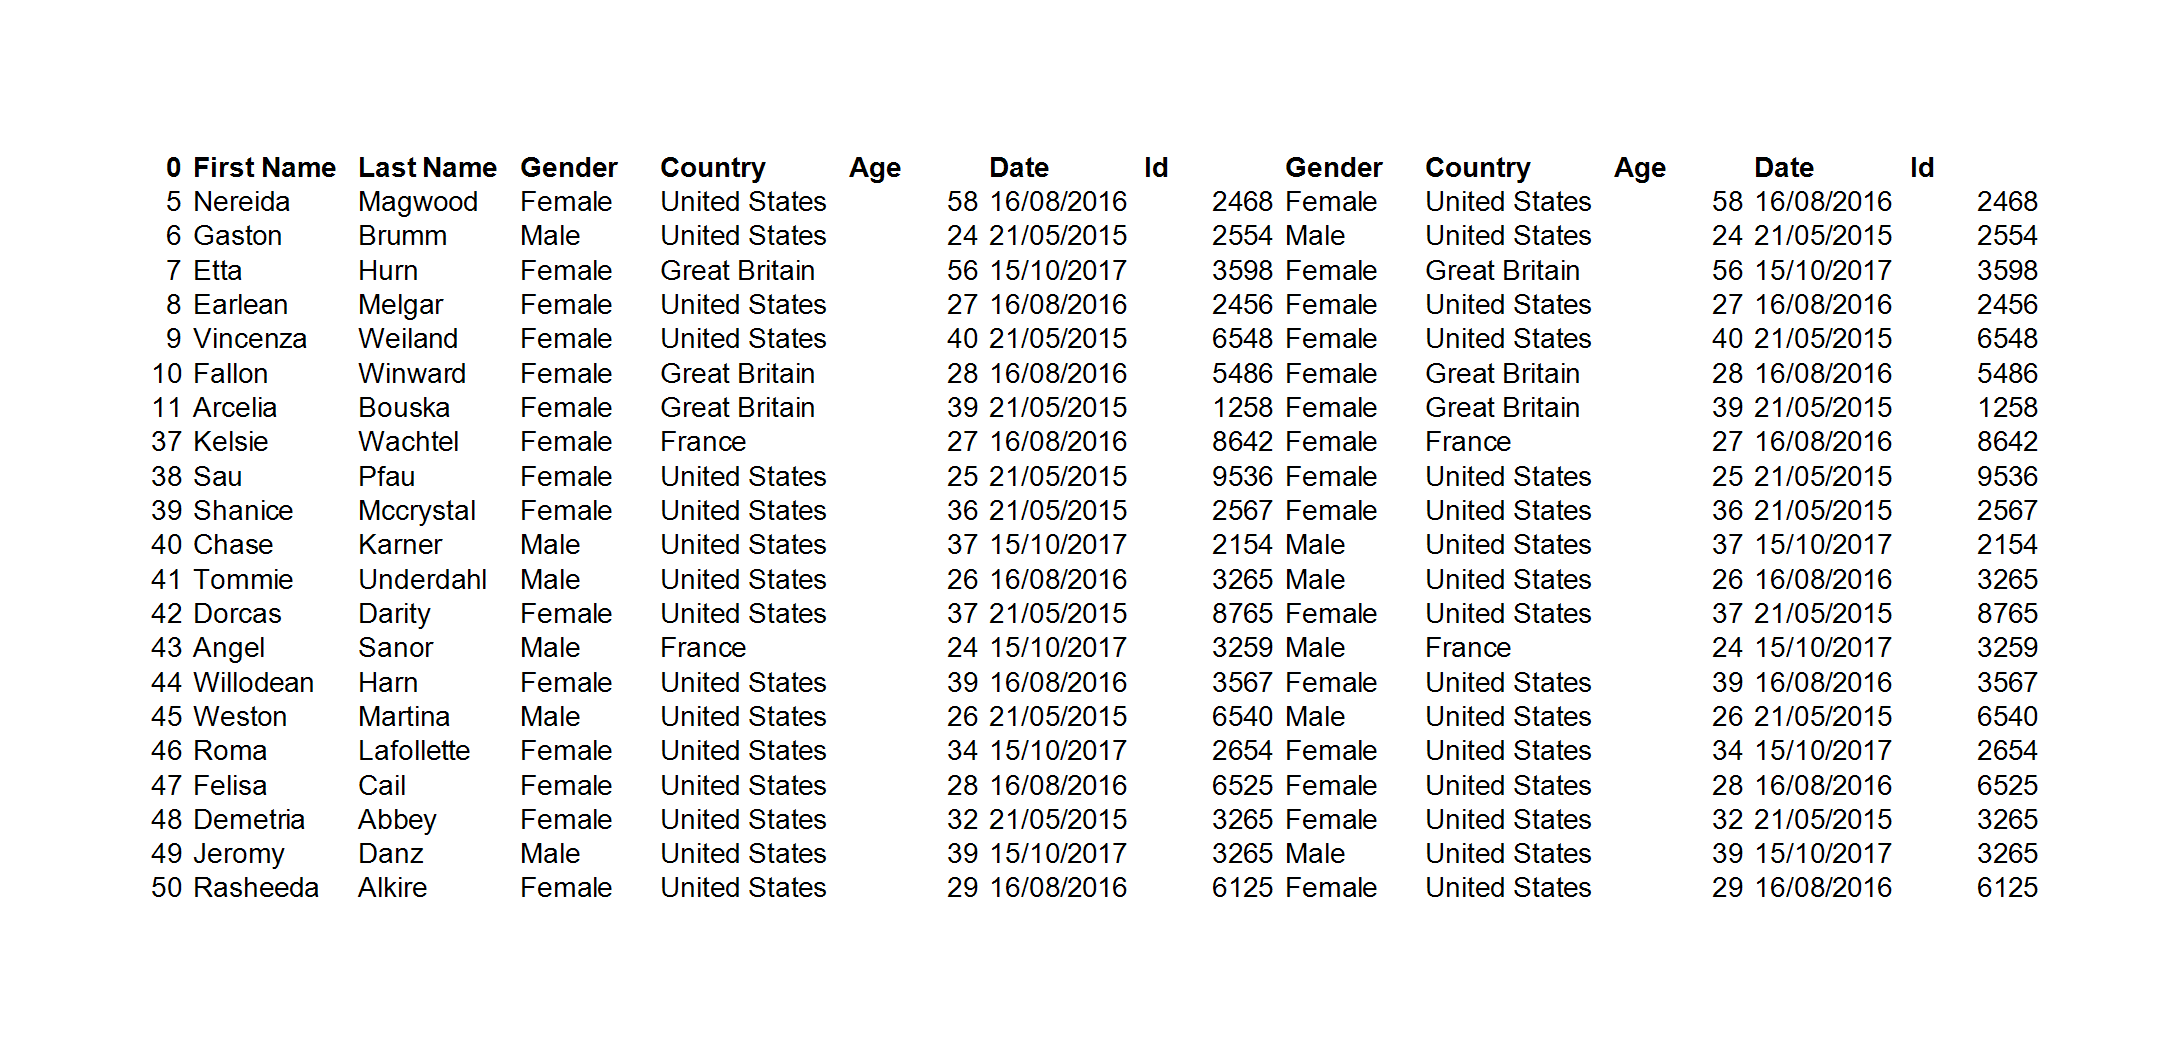 0 First Name Last Name Gender Country Age Date Id Gender Country Age Date Id
5 Nereida Magwood Female United States 58 16/08/2016 2468 Female United States 58 16/08/2016 2468
6 Gaston Brumm Male United States 24 21/05/2015 2554 Male United States 24 21/05/2015 2554
7 Etta Hurn Female Great Britain 56 15/10/2017 3598 Female Great Britain 56 15/10/2017 3598
8 Earlean Melgar Female United States 27 16/08/2016 2456 Female United States 27 16/08/2016 2456
9 Vincenza Weiland Female United States 40 21/05/2015 6548 Female United States 40 21/05/2015 6548
10 Fallon Winward Female Great Britain 28 16/08/2016 5486 Female Great Britain 28 16/08/2016 5486
11 Arcelia Bouska Female Great Britain 39 21/05/2015 1258 Female Great Britain 39 21/05/2015 1258
37 Kelsie Wachtel Female France 27 16/08/2016 8642 Female France 27 16/08/2016 8642
38 Sau Pfau Female United States 25 21/05/2015 9536 Female United States 25 21/05/2015 9536
39 Shanice Mccrystal Female United States 36 21/05/2015 2567 Female United States 36 21/05/2015 2567
40 Chase Karner Male United States 37 15/10/2017 2154 Male United States 37 15/10/2017 2154
41 Tommie Underdahl Male United States 26 16/08/2016 3265 Male United States 26 16/08/2016 3265
42 Dorcas Darity Female United States 37 21/05/2015 8765 Female United States 37 21/05/2015 8765
43 Angel Sanor Male France 24 15/10/2017 3259 Male France 24 15/10/2017 3259
44 Willodean Harn Female United States 39 16/08/2016 3567 Female United States 39 16/08/2016 3567
45 Weston Martina Male United States 26 21/05/2015 6540 Male United States 26 21/05/2015 6540
46 Roma Lafollette Female United States 34 15/10/2017 2654 Female United States 34 15/10/2017 2654
47 Felisa Cail Female United States 28 16/08/2016 6525 Female United States 28 16/08/2016 6525
48 Demetria Abbey Female United States 32 21/05/2015 3265 Female United States 32 21/05/2015 3265
49 Jeromy Danz Male United States 39 15/10/2017 3265 Male United States 39 15/10/2017 3265
50 Rasheeda Alkire Female United States 29 16/08/2016 6125 Female United States 29 16/08/2016 6125